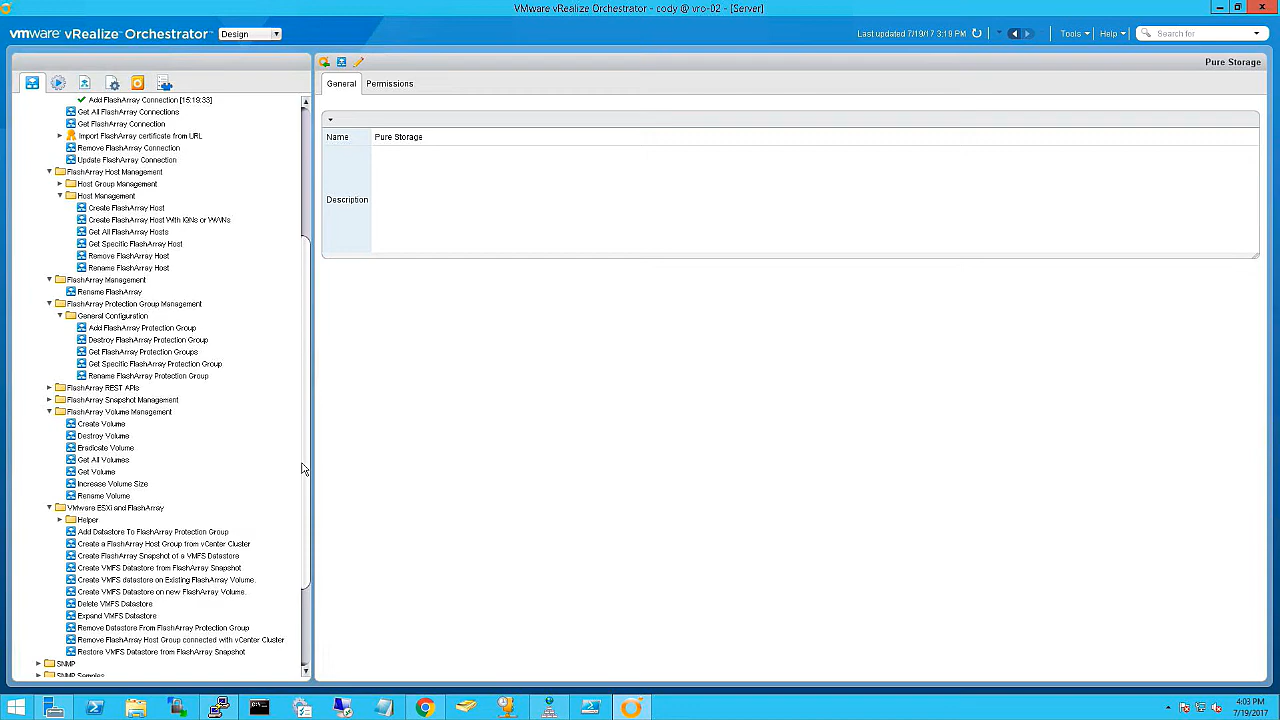 VMware vRealize Orchestrator - cody @ vro-02 - [Server]
vmware vRealize Orchestrator Design
Last updated 7/19/17 3:19 PM
Tools
Help
Search for
Add FlashArray Connection [15:19:33]
Get All FlashArray Connections
Get FlashArray Connection
Import FlashArray certificate from URL
Remove FlashArray Connection
Update FlashArray Connection
FlashArray Host Management
Host Group Management
Host Management
Create FlashArray Host
Create FlashArray Host With IQNs or WWNs
Get All FlashArray Hosts
Get Specific FlashArray Host
Remove FlashArray Host
Rename FlashArray Host
FlashArray Management
Rename FlashArray
FlashArray Protection Group Management
General Configuration
Add FlashArray Protection Group
Destroy FlashArray Protection Group
Get FlashArray Protection Groups
Get Specific FlashArray Protection Group
Rename FlashArray Protection Group
FlashArray REST APIs
FlashArray Snapshot Management
FlashArray Volume Management
Create Volume
Destroy Volume
Eradicate Volume
Get All Volumes
Get Volume
Increase Volume Size
Rename Volume
VMware ESXi and FlashArray
Helper
Add Datastore To FlashArray Protection Group
Create a FlashArray Host Group from vCenter Cluster
Create FlashArray Snapshot of a VMFS Datastore
Create VMFS Datastore from FlashArray Snapshot
Create VMFS datastore on Existing FlashArray Volume.
Create VMFS Datastore on new FlashArray Volume.
Delete VMFS Datastore
Expand VMFS Datastore
Remove Datastore From FlashArray Protection Group
Remove FlashArray Host Group connected with vCenter Cluster
Restore VMFS Datastore from FlashArray Snapshot
SNMP
SNMP Samples
Pure Storage
General
Permissions
Name Pure Storage
Description
4:03 PM
7/19/2017